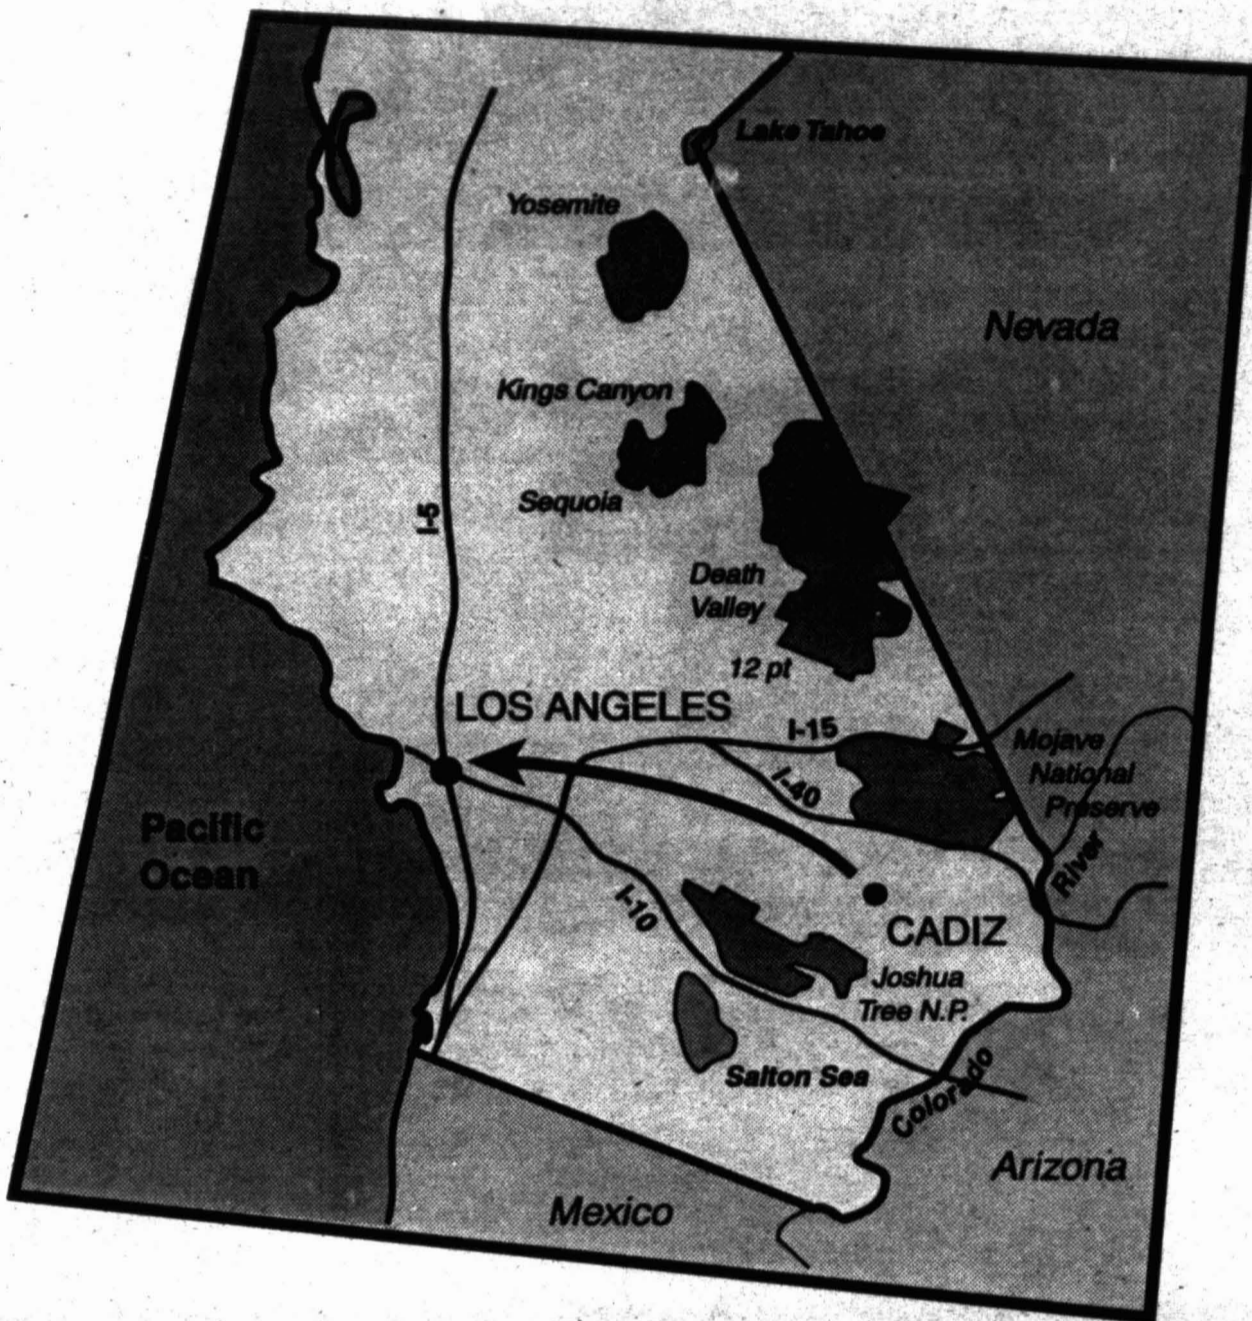 Lake Tahoe
Yosemite
Nevada
Kings Canyon
Sequoia
I-5
Death
Valley
12 pt
LOS ANGELES
I-15
Mojave
National
Preserve
I-40
Pacific
Ocean
River
I-10
CADIZ
Joshua
Tree N.P.
Salton Sea
Colorado
Arizona
Mexico